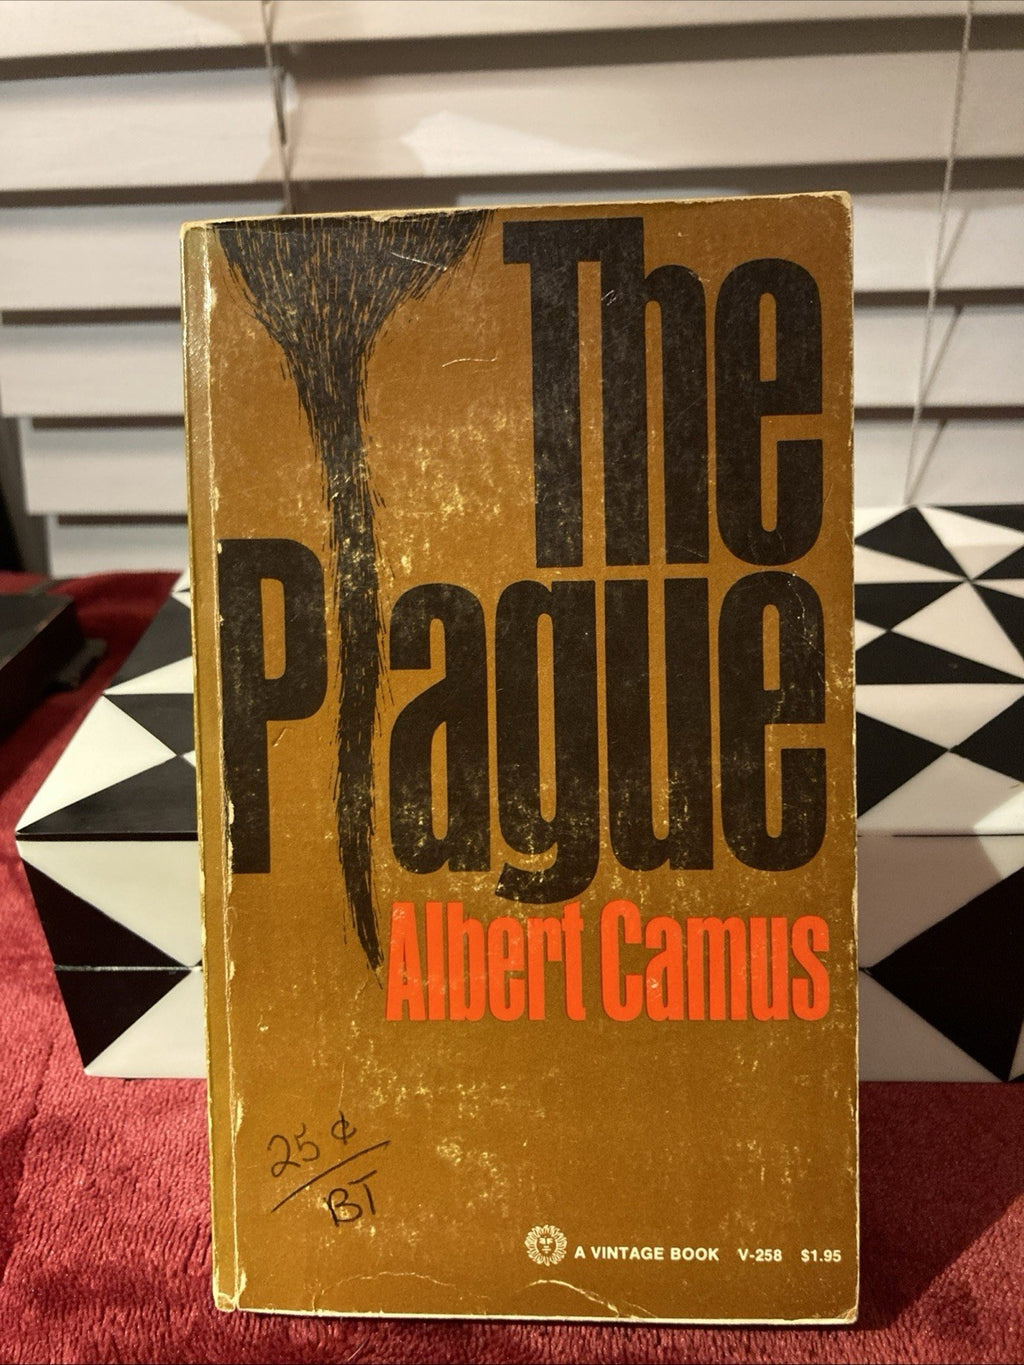 The
Plague
Albert Camus
25 ¢
BT
A VINTAGE BOOK V-258 $1.95